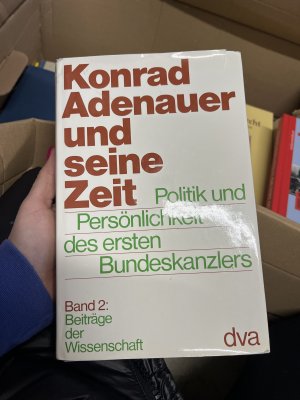 Konrad
Adenauer
und
seine
Zeit Politik und
Persönlichkeit
des ersten
Bundeskanzlers
Band 2:
Beiträge
der
Wissenschaft
dva